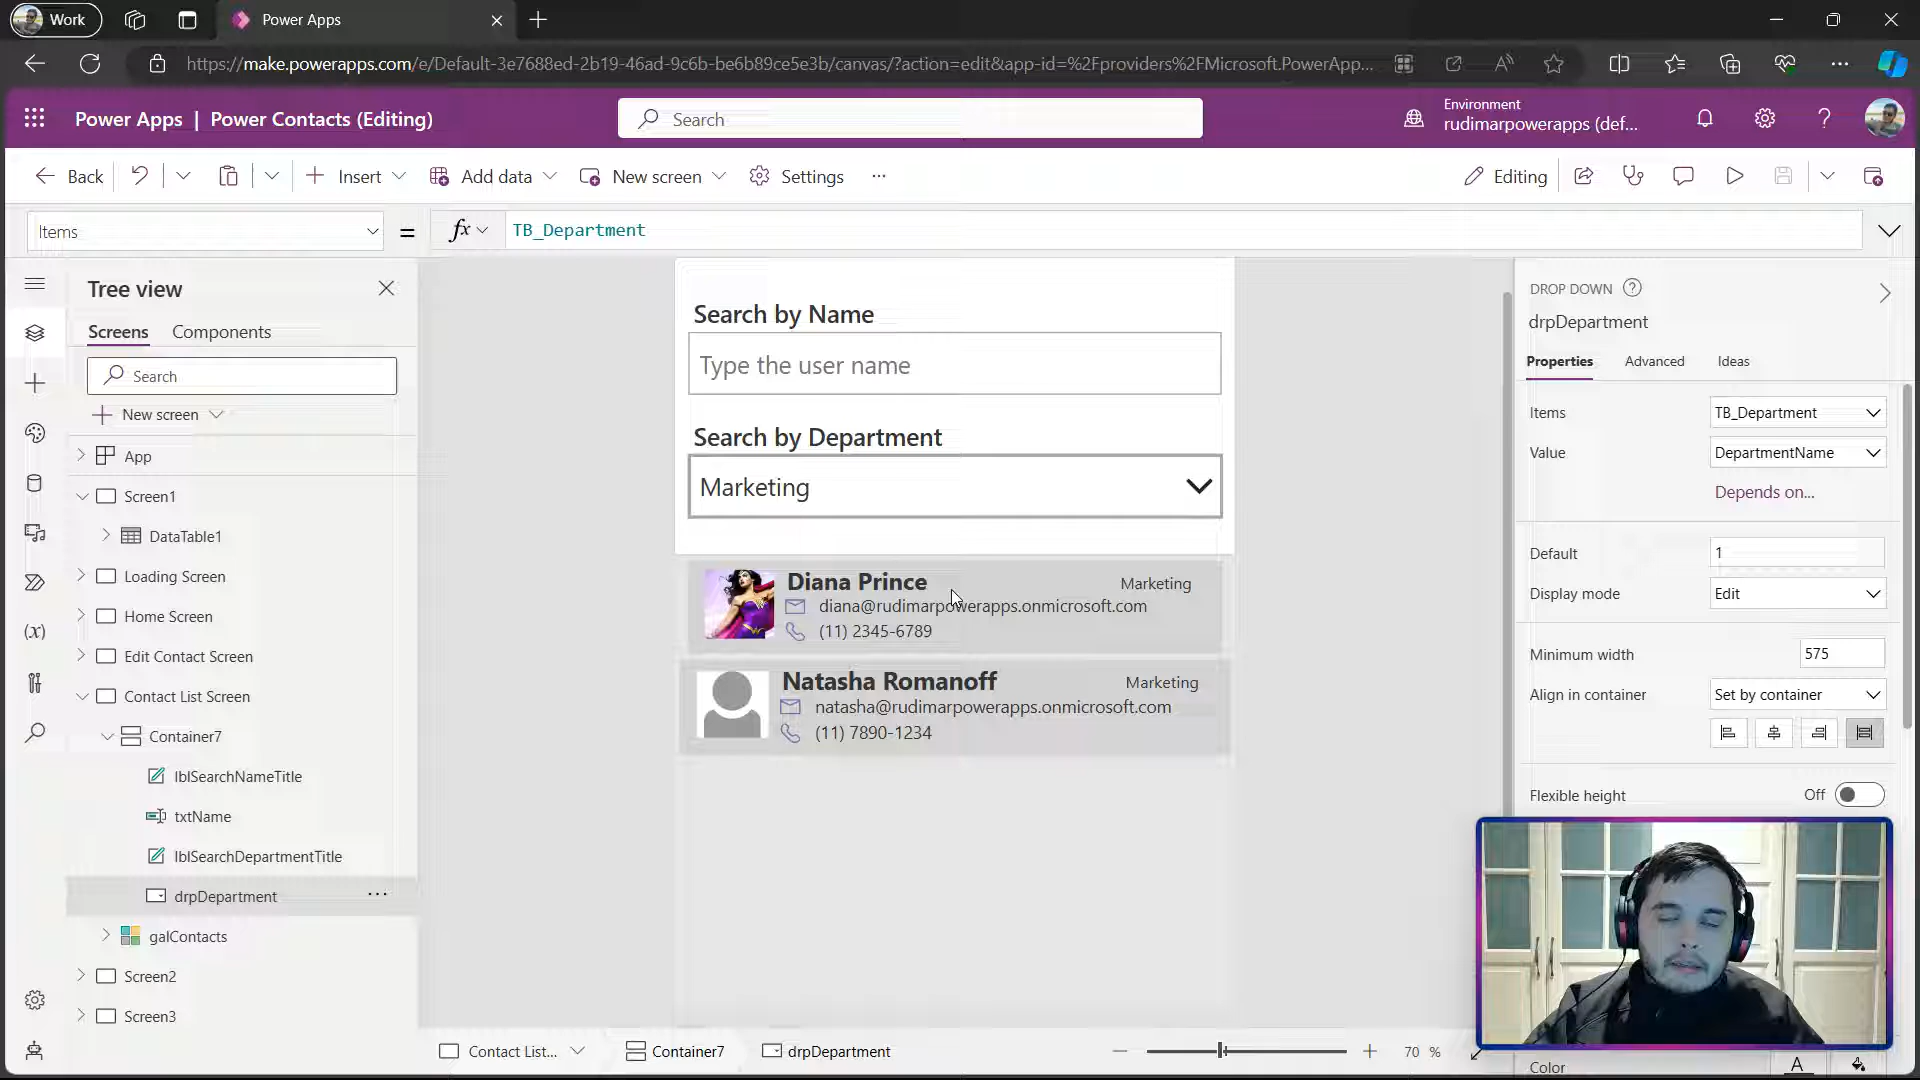 Work
Power Apps
https://make.powerapps.com/e/Default-3e7688ed-2b19-46ad-9c6b-be6b89ce5e3b/canvas/?action=edit&app-id=%2Fproviders%2FMicrosoft.PowerApp...
Power Apps | Power Contacts (Editing)
Search
Environment
rudimarpowerapps (def...
Back
Insert
Add data
New screen
Settings
Editing
Items
=
fx
TB_Department
Tree view
Screens
Components
Search
New screen
App
Screen1
DataTable1
Loading Screen
Home Screen
Edit Contact Screen
Contact List Screen
Container7
lblSearchNameTitle
txtName
lblSearchDepartmentTitle
drpDepartment
galContacts
Screen2
Screen3
Search by Name
Type the user name
Search by Department
Marketing
Diana Prince
Marketing
diana@rudimarpowerapps.onmicrosoft.com
(11) 2345-6789
Natasha Romanoff
Marketing
natasha@rudimarpowerapps.onmicrosoft.com
(11) 7890-1234
DROP DOWN
drpDepartment
Properties
Advanced
Ideas
Items
TB_Department
Value
DepartmentName
Depends on...
Default
1
Display mode
Edit
Minimum width
575
Align in container
Set by container
Flexible height
Off
Color
A
Contact List...
Container7
drpDepartment
70 %